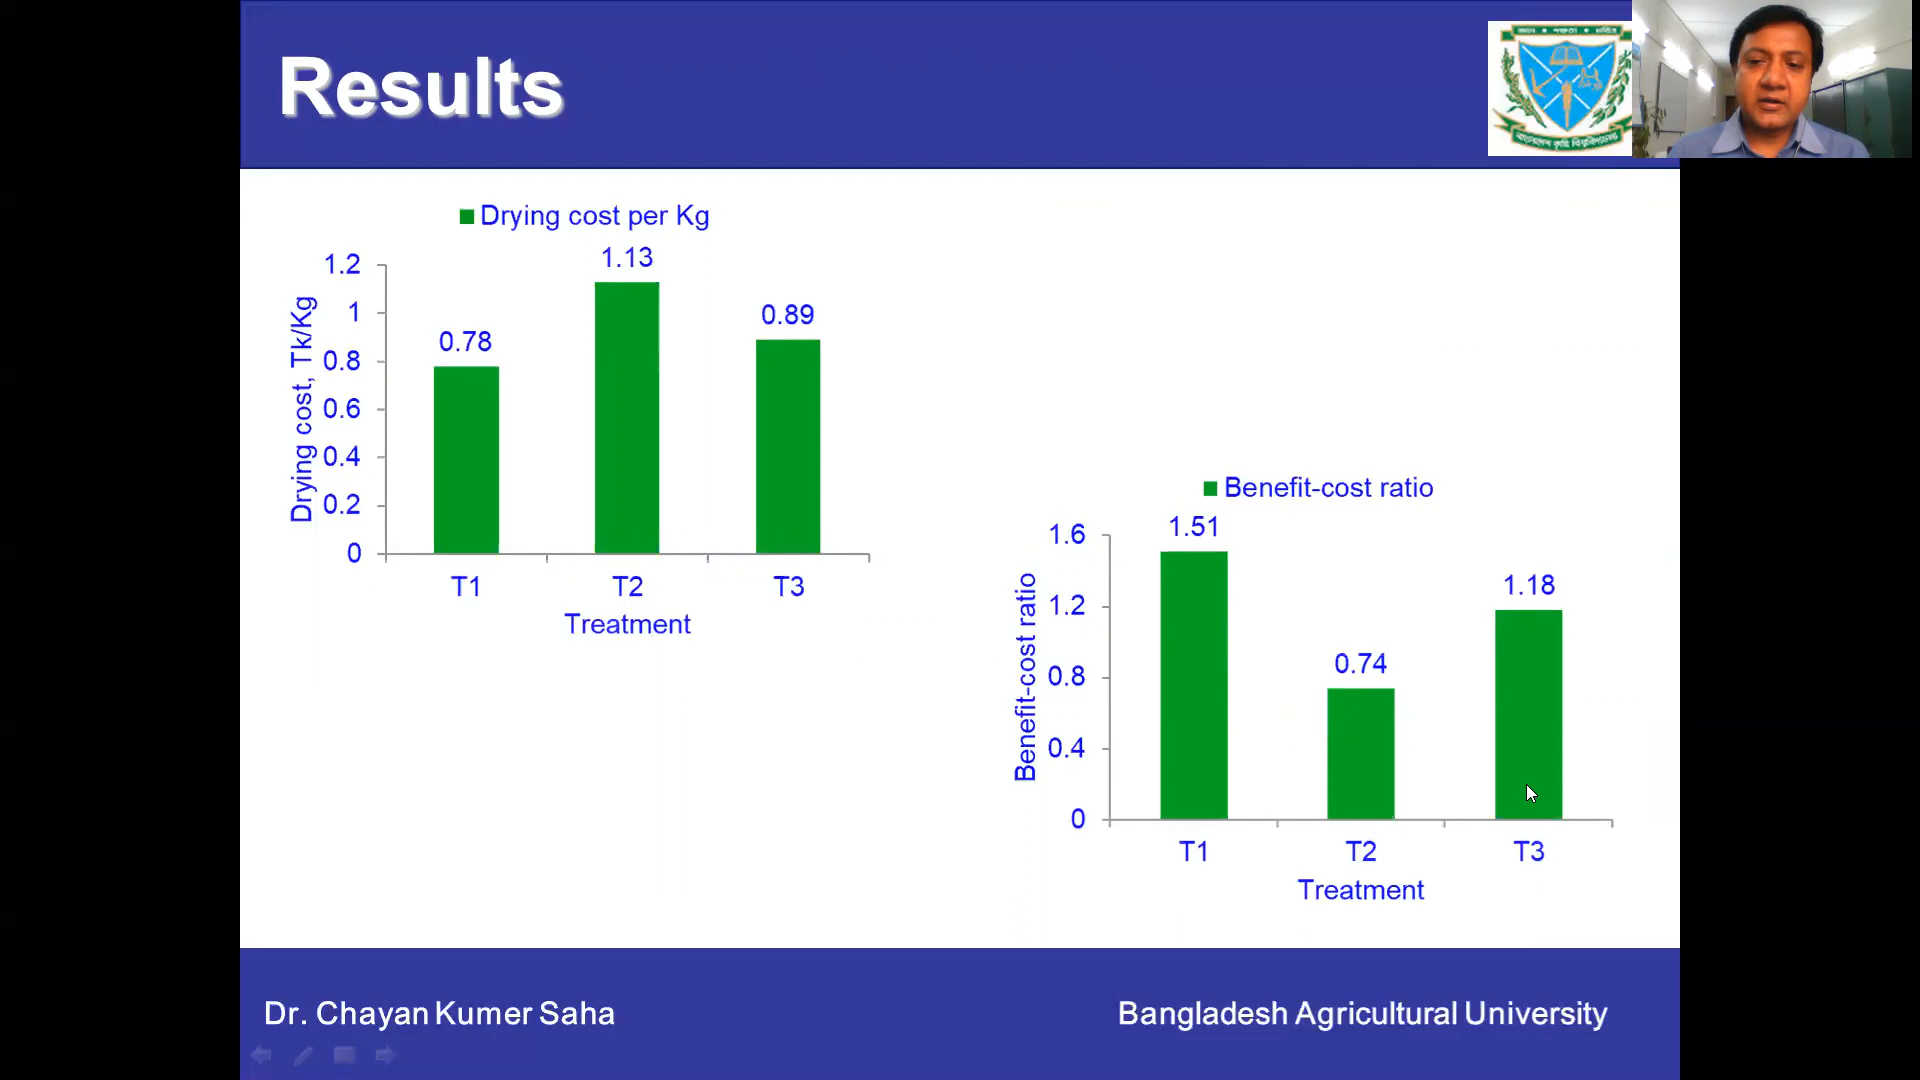 Results
Drying cost per Kg
Drying cost, Tk/Kg
1.2
1
0.8
0.6
0.4
0.2
0
0.78
1.13
0.89
T1
T2
T3
Treatment
Benefit-cost ratio
Benefit-cost ratio
1.6
1.2
0.8
0.4
0
1.51
0.74
1.18
T1
T2
T3
Treatment
Dr. Chayan Kumer Saha
Bangladesh Agricultural University